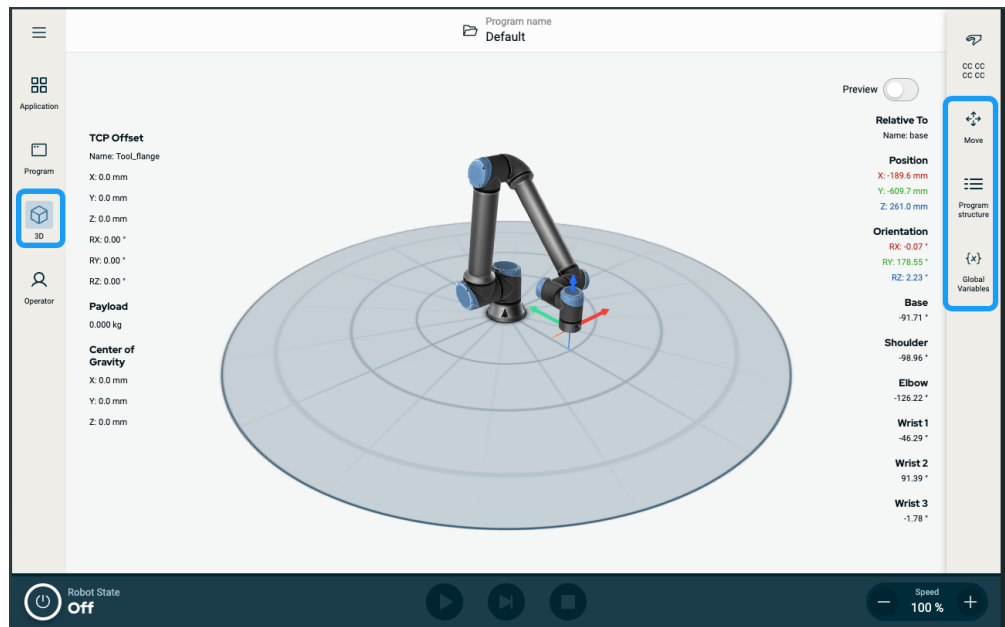 Program name
Default
Application
Program
3D
Operator
TCP Offset
Name: Tool_flange
X: 0.0 mm
Y: 0.0 mm
Z: 0.0 mm
RX: 0.00 °
RY: 0.00 °
RZ: 0.00 °
Payload
0.000 kg
Center of
Gravity
X: 0.0 mm
Y: 0.0 mm
Z: 0.0 mm
Preview
Relative To
Name: base
Position
X: -189.6 mm
Y: -609.7 mm
Z: 261.0 mm
Orientation
RX: -0.07 °
RY: 178.55 °
RZ: 2.23 °
Base
-91.71 °
Shoulder
-98.96 °
Elbow
-126.22 °
Wrist 1
-46.29 °
Wrist 2
91.39 °
Wrist 3
-1.78 °
CC CC
CC CC
Move
Program
structure
{x}
Global
Variables
Robot State
Off
Speed
100 %